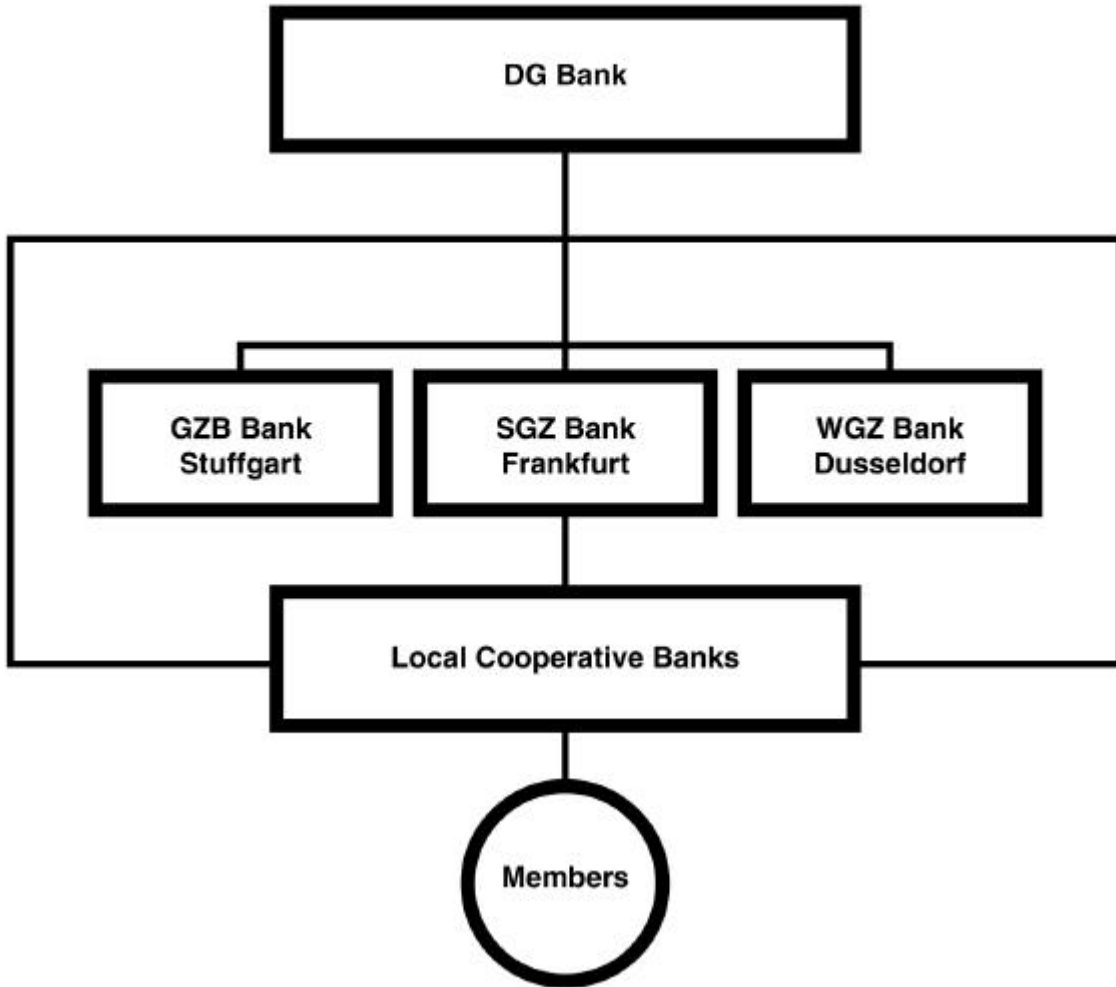 DG Bank
GZB Bank
Stuffgart
SGZ Bank
Frankfurt
WGZ Bank
Dusseldorf
Local Cooperative Banks
Members